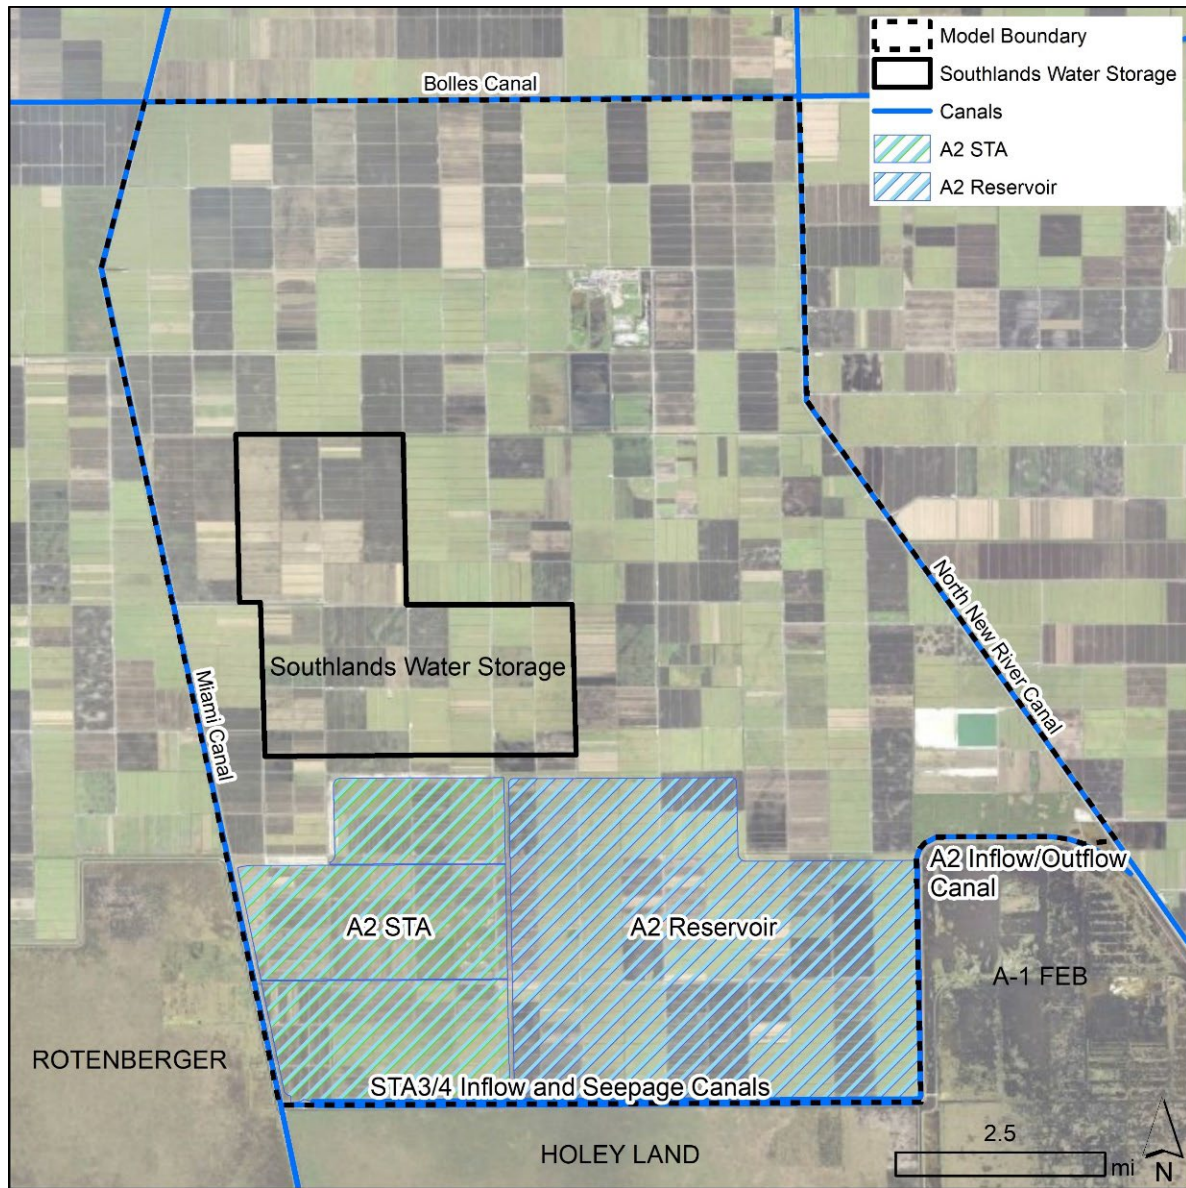 Model Boundary
Southlands Water Storage
Canals
A2 STA
A2 Reservoir
Bolles Canal
North New River Canal
Southlands Water Storage
Miami Canal
A2 Inflow/Outflow
Canal
A2 STA
A2 Reservoir
A-1 FEB
ROTENBERGER
STA3/4 Inflow and Seepage Canals
HOLEY LAND
2.5
mi
N